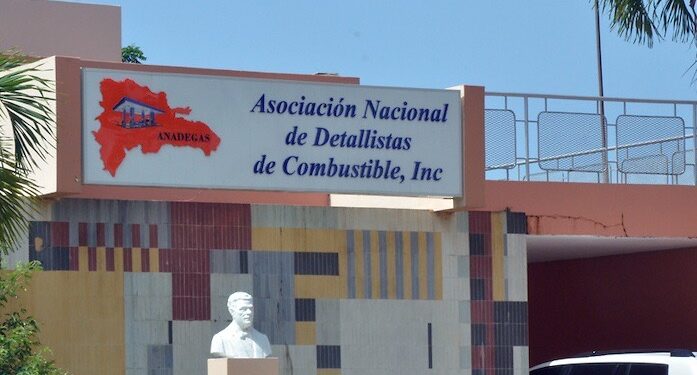 ANADEGAS
Asociación Nacional
de Detallistas
de Combustible, Inc